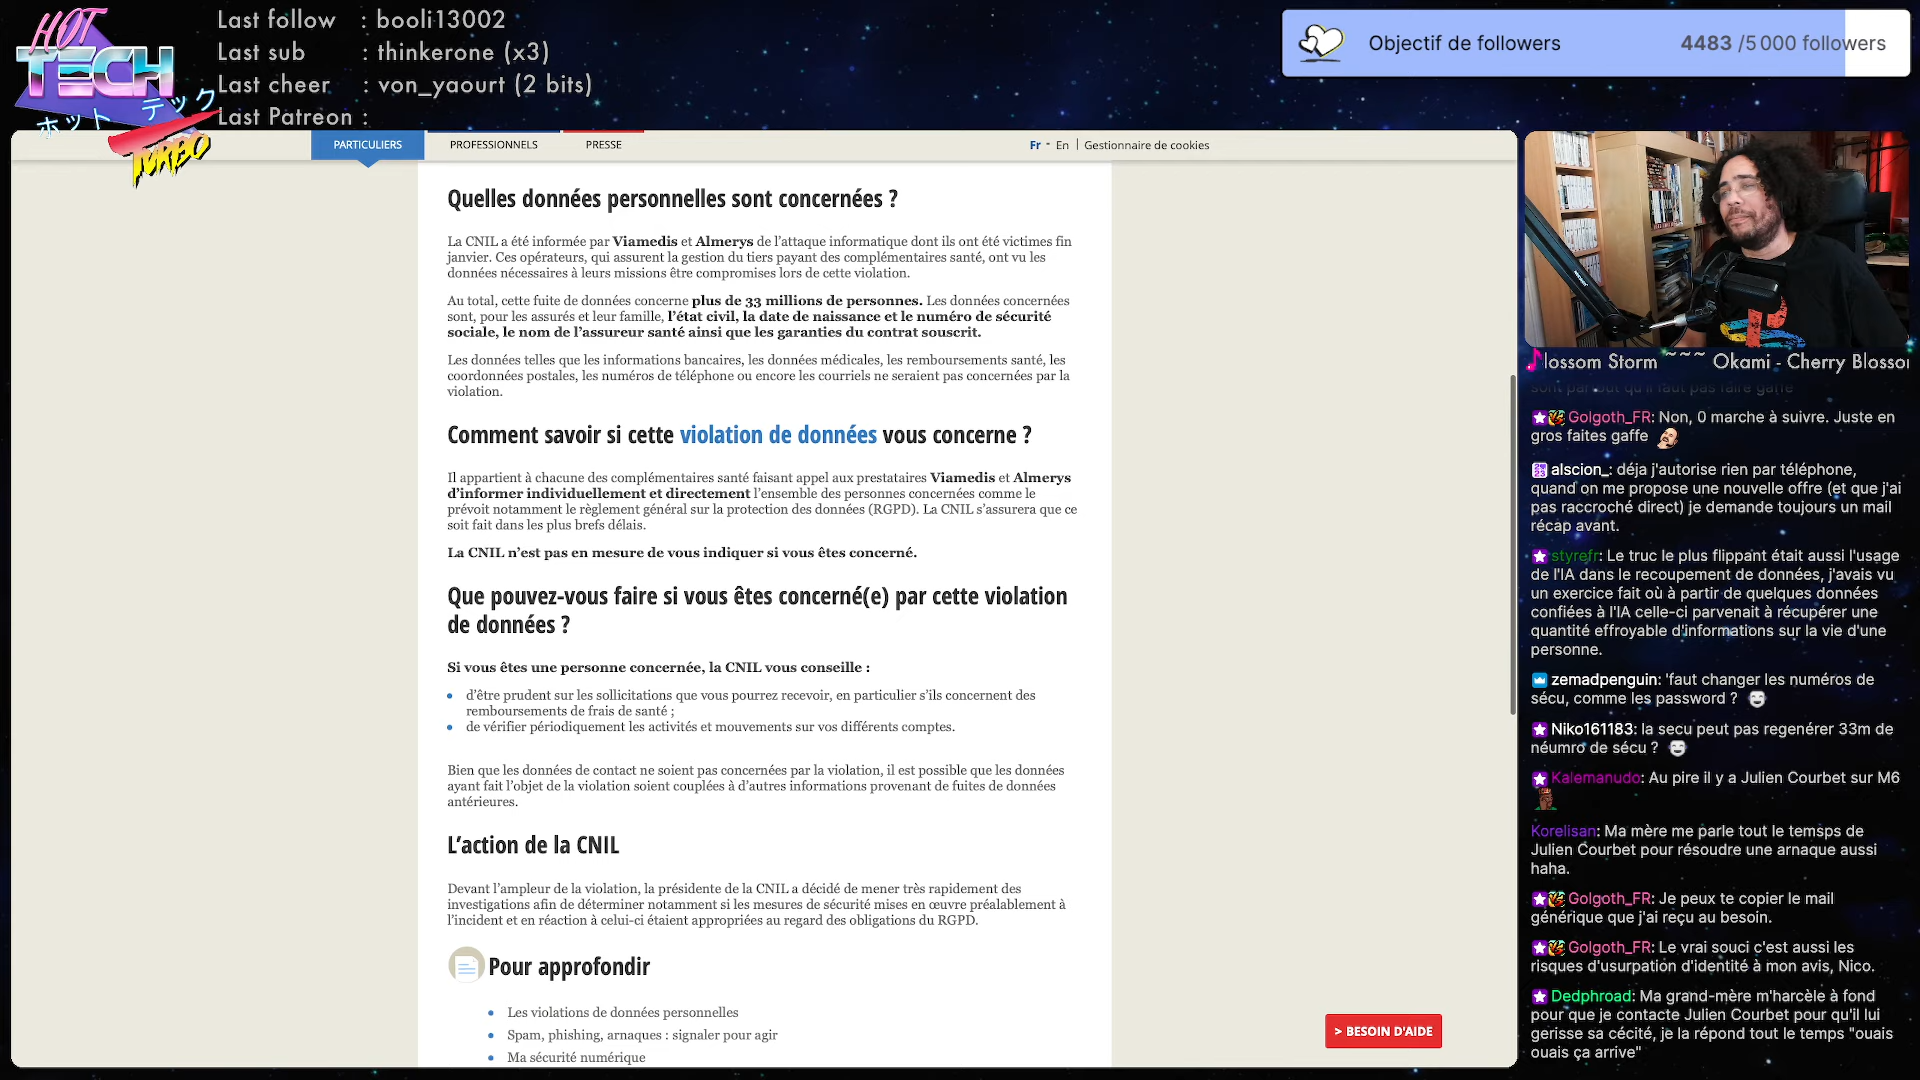 HOT
TECH
ホット テック
TURBO
Last follow : booli13002
Last sub : thinkerone (x3)
Last cheer : von_yaourt (2 bits)
Last Patreon :
Objectif de followers 4483 /5 000 followers
PARTICULIERS PROFESSIONNELS PRESSE Fr - En | Gestionnaire de cookies
Quelles données personnelles sont concernées ?
La CNIL a été informée par Viamedis et Almerys de l’attaque informatique dont ils ont été victimes fin
janvier. Ces opérateurs, qui assurent la gestion du tiers payant des complémentaires santé, ont vu les
données nécessaires à leurs missions être compromises lors de cette violation.
Au total, cette fuite de données concerne plus de 33 millions de personnes. Les données concernées
sont, pour les assurés et leur famille, l’état civil, la date de naissance et le numéro de sécurité
sociale, le nom de l’assureur santé ainsi que les garanties du contrat souscrit.
Les données telles que les informations bancaires, les données médicales, les remboursements santé, les
coordonnées postales, les numéros de téléphone ou encore les courriels ne seraient pas concernées par la
violation.
Comment savoir si cette violation de données vous concerne ?
Il appartient à chacune des complémentaires santé faisant appel aux prestataires Viamedis et Almerys
d’informer individuellement et directement l’ensemble des personnes concernées comme le
prévoit notamment le règlement général sur la protection des données (RGPD). La CNIL s’assurera que ce
soit fait dans les plus brefs délais.
La CNIL n’est pas en mesure de vous indiquer si vous êtes concerné.
Que pouvez-vous faire si vous êtes concerné(e) par cette violation
de données ?
Si vous êtes une personne concernée, la CNIL vous conseille :
• d’être prudent sur les sollicitations que vous pourrez recevoir, en particulier s’ils concernent des
remboursements de frais de santé ;
• de vérifier périodiquement les activités et mouvements sur vos différents comptes.
Bien que les données de contact ne soient pas concernées par la violation, il est possible que les données
ayant fait l’objet de la violation soient couplées à d’autres informations provenant de fuites de données
antérieures.
L’action de la CNIL
Devant l’ampleur de la violation, la présidente de la CNIL a décidé de mener très rapidement des
investigations afin de déterminer notamment si les mesures de sécurité mises en œuvre préalablement à
l’incident et en réaction à celui-ci étaient appropriées au regard des obligations du RGPD.
Pour approfondir
• Les violations de données personnelles
• Spam, phishing, arnaques : signaler pour agir
• Ma sécurité numérique
> BESOIN D'AIDE
lossom Storm ~~~ Okami - Cherry Blosso
sont partout qu'il faut pas faire gaffe
Golgoth_FR: Non, 0 marche à suivre. Juste en
gros faites gaffe
alscion_: déja j'autorise rien par téléphone,
quand on me propose une nouvelle offre (et que j'ai
pas raccroché direct) je demande toujours un mail
récap avant.
styrefr: Le truc le plus flippant était aussi l'usage
de l'IA dans le recoupement de données, j'avais vu
un exercice fait où à partir de quelques données
confiées à l'IA celle-ci parvenait à récupérer une
quantité effroyable d'informations sur la vie d'une
personne.
zemadpenguin: 'faut changer les numéros de
sécu, comme les password ?
Niko161183: la secu peut pas regenérer 33m de
néumro de sécu ?
Kalemanudo: Au pire il y a Julien Courbet sur M6
Korelisan: Ma mère me parle tout le temsps de
Julien Courbet pour résoudre une arnaque aussi
haha.
Golgoth_FR: Je peux te copier le mail
générique que j'ai reçu au besoin.
Golgoth_FR: Le vrai souci c'est aussi les
risques d'usurpation d'identité à mon avis, Nico.
Dedphroad: Ma grand-mère m'harcèle à fond
pour que je contacte Julien Courbet pour qu'il lui
gerisse sa cécité, je la répond tout le temps "ouais
ouais ça arrive"